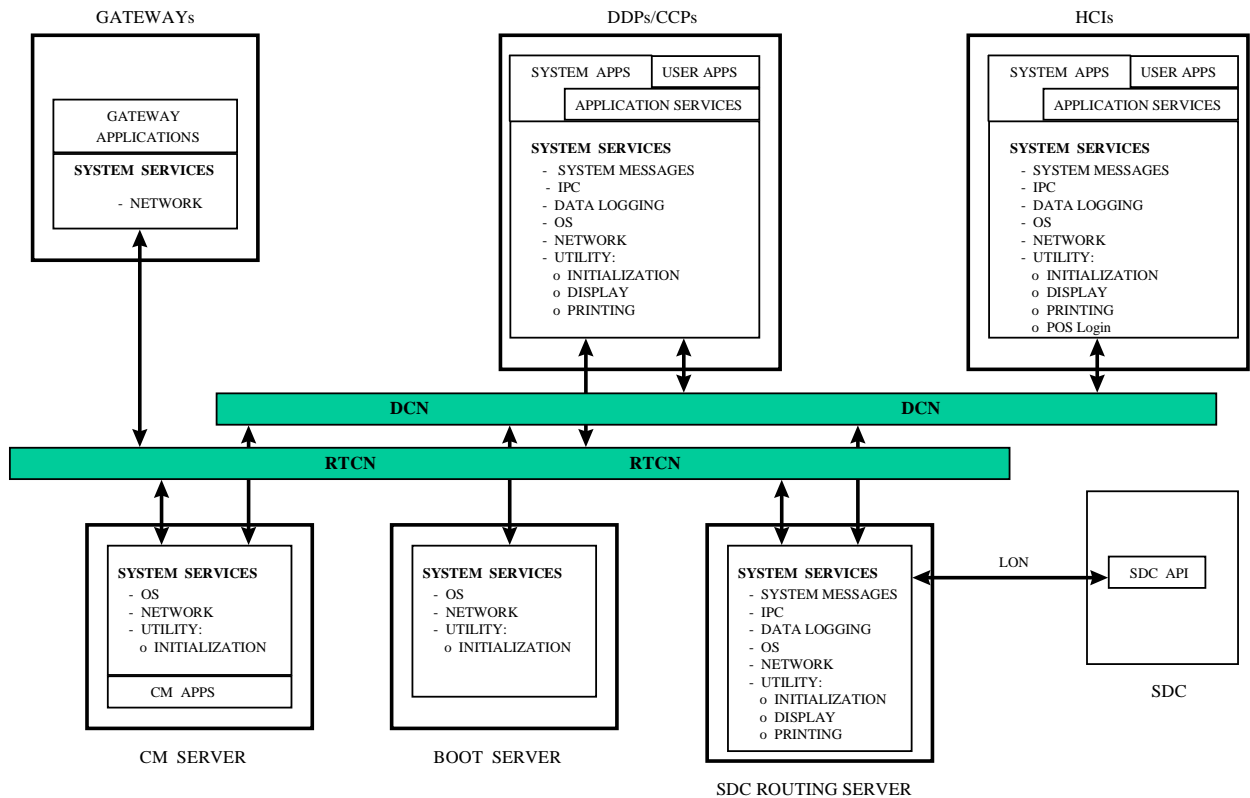 GATEWAYs
GATEWAY
APPLICATIONS
SYSTEM SERVICES
- NETWORK
DDPs/CCPs
SYSTEM APPS
USER APPS
APPLICATION SERVICES
SYSTEM SERVICES
- SYSTEM MESSAGES
- IPC
- DATA LOGGING
- OS
- NETWORK
- UTILITY:
o INITIALIZATION
o DISPLAY
o PRINTING
HCIs
SYSTEM APPS
USER APPS
APPLICATION SERVICES
SYSTEM SERVICES
- SYSTEM MESSAGES
- IPC
- DATA LOGGING
- OS
- NETWORK
- UTILITY:
o INITIALIZATION
o DISPLAY
o PRINTING
o POS Login
DCN DCN
RTCN RTCN
SYSTEM SERVICES
- OS
- NETWORK
- UTILITY:
o INITIALIZATION
CM APPS
CM SERVER
SYSTEM SERVICES
- OS
- NETWORK
- UTILITY:
o INITIALIZATION
BOOT SERVER
SYSTEM SERVICES
- SYSTEM MESSAGES
- IPC
- DATA LOGGING
- OS
- NETWORK
- UTILITY:
o INITIALIZATION
o DISPLAY
o PRINTING
SDC ROUTING SERVER
LON
SDC API
SDC